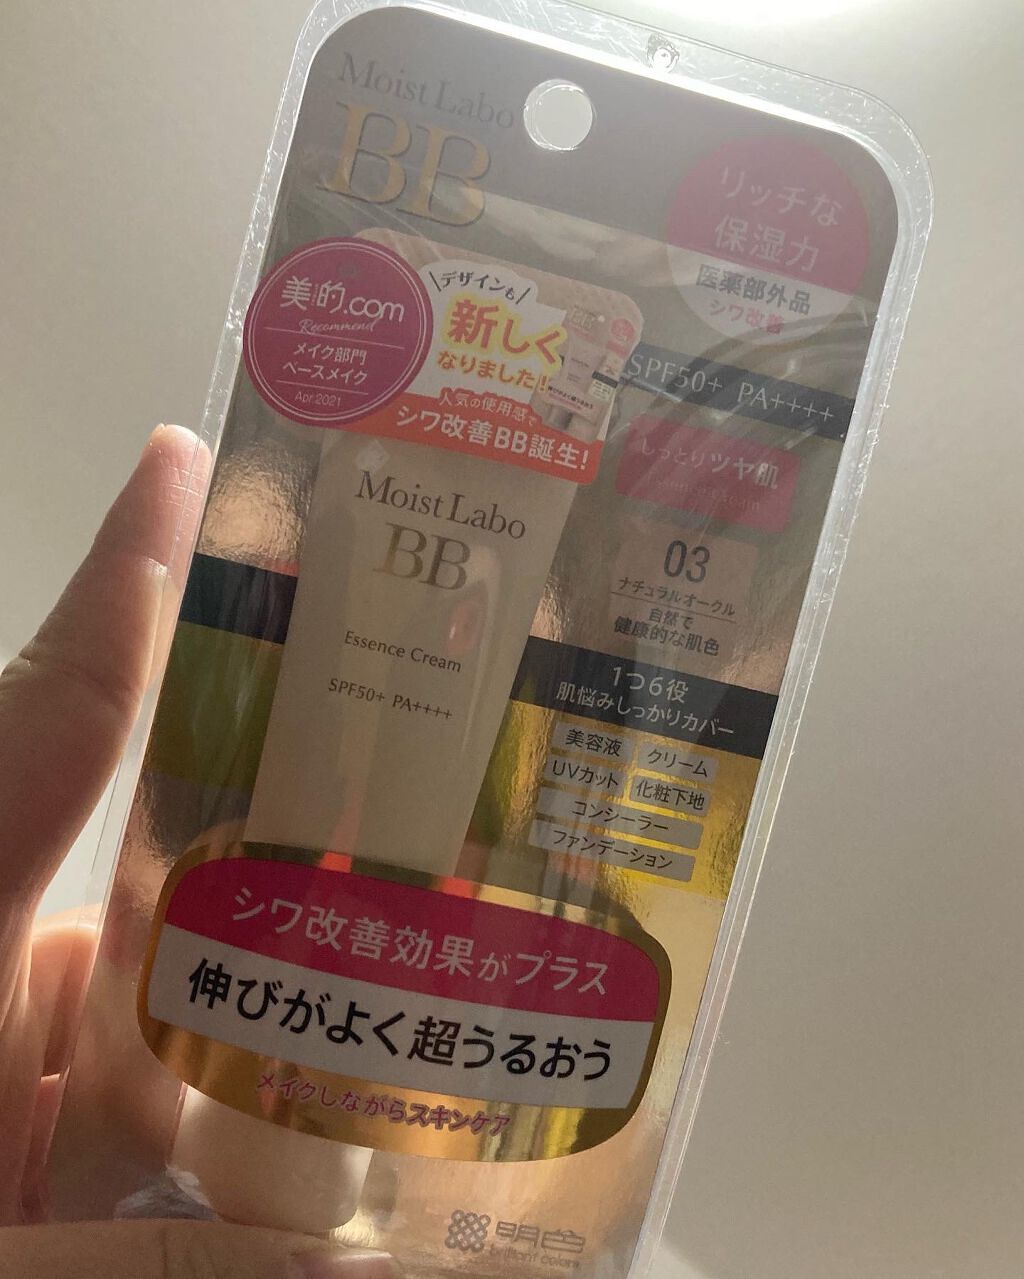 Moist Labo
BB
リッチな
保湿力
医薬部外品
シワ改善
美的.com
Recommend
メイク部門
ベースメイク
Apr.2021
デザインも
新しく
なりました!!
人気の使用感で
シワ改善BB誕生!
SPF50+ PA++++
しっとりツヤ肌
03
ナチュラルオークル
自然で
健康的な肌色
Moist Labo
BB
Essence Cream
SPF50+ PA++++
1つ6役
肌悩みしっかりカバー
美容液 クリーム
UVカット 化粧下地
コンシーラー
ファンデーション
シワ改善効果がプラス
伸びがよく超うるおう
メイクしながらスキンケア
明色
brilliant colors